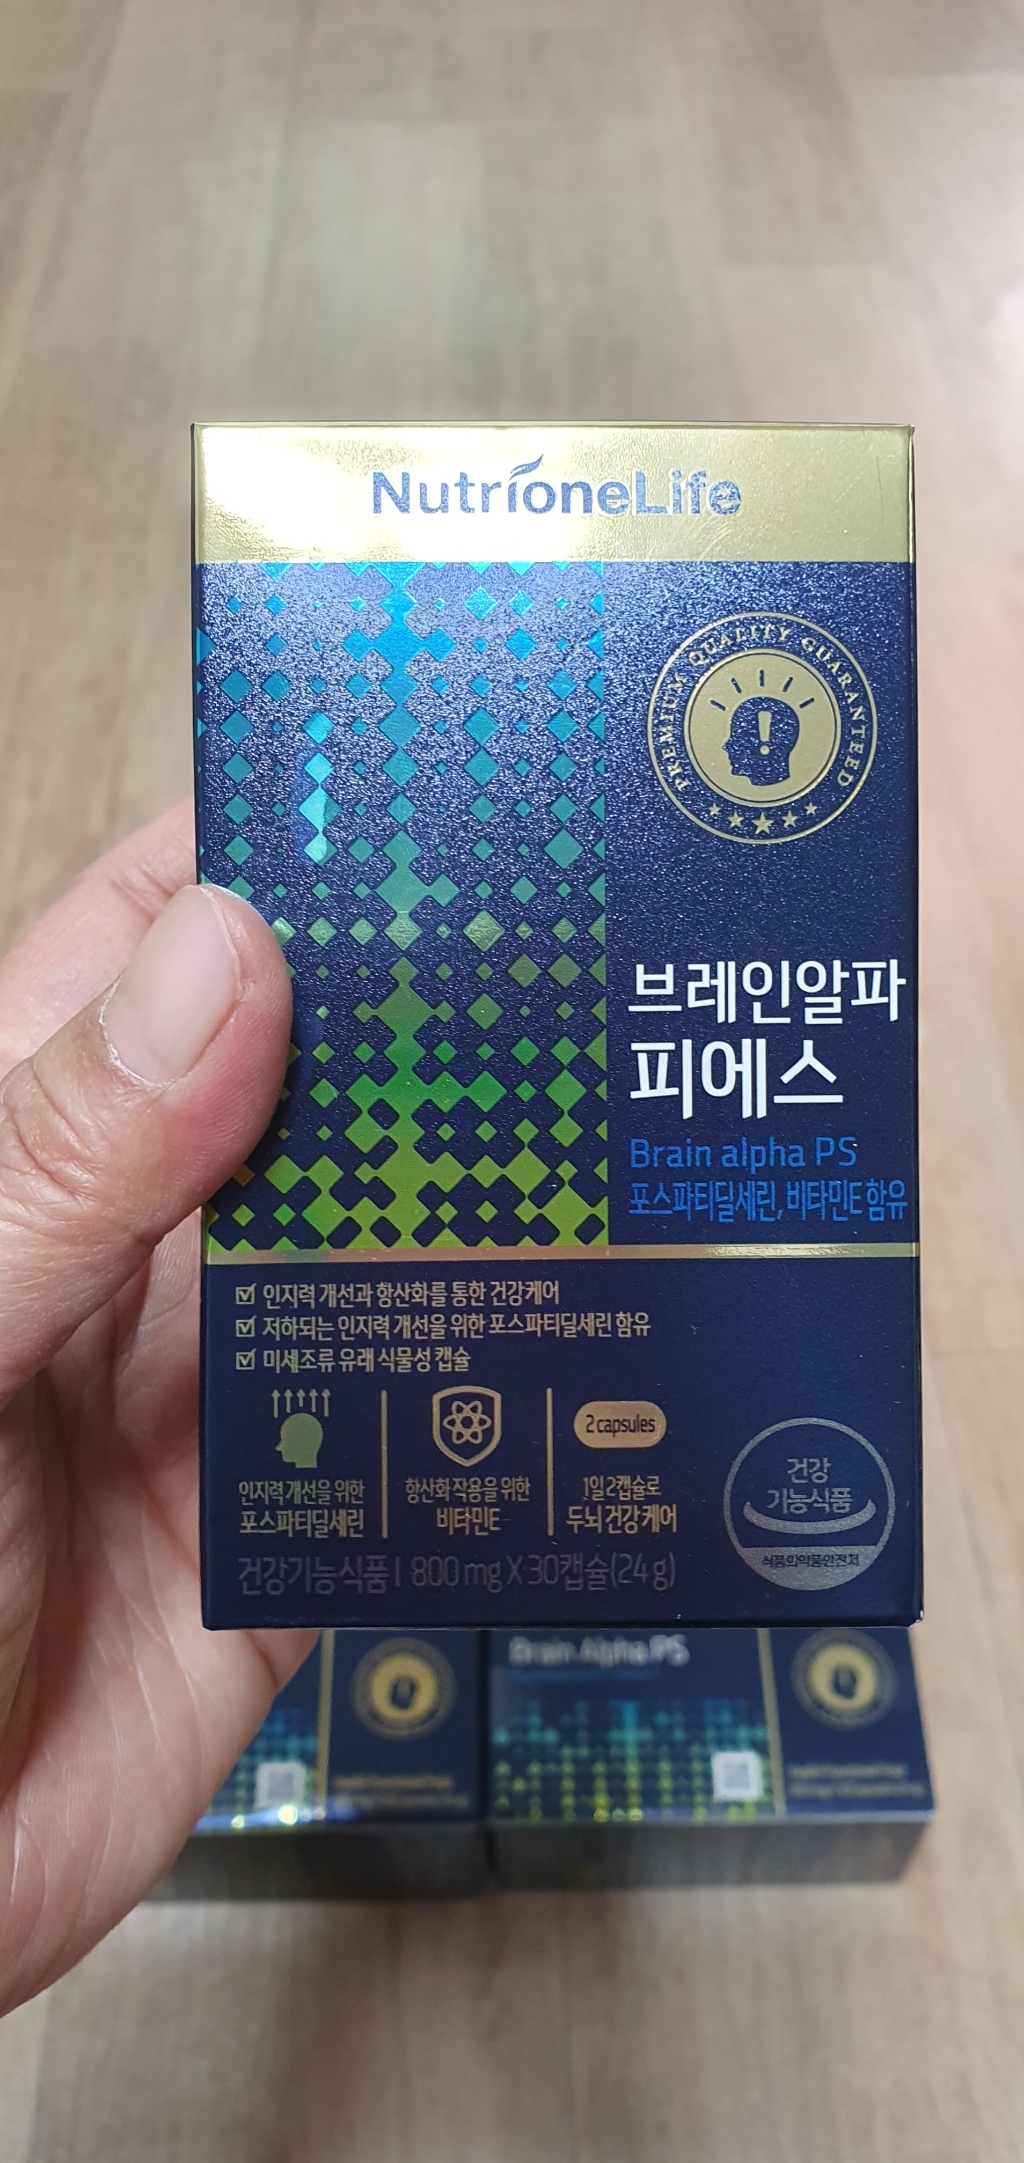 NutrioneLife
PREMIUM QUALITY GUARANTEED
브레인알파
피에스
Brain alpha PS
포스파티딜세린, 비타민E 함유
인지력 개선과 항산화를 통한 건강케어
저하되는 인지력 개선을 위한 포스파티딜세린 함유
미세조류 유래 식물성 캡슐
인지력 개선을 위한
포스파티딜세린
항산화 작용을 위한
비타민E
2 capsules
1일 2캡슐로
두뇌 건강케어
건강
기능식품
식품의약품안전처
건강기능식품 | 800 mg X 30캡슐(24 g)
Brain Alpha PS